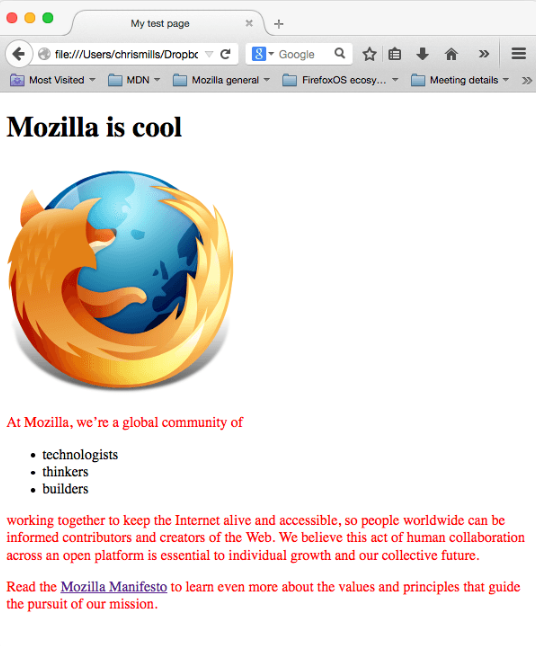 My test page
file:///Users/chrismills/Dropbo
Google
Most Visited
MDN
Mozilla general
FirefoxOS ecosy…
Meeting details
Mozilla is cool
At Mozilla, we’re a global community of
• technologists
• thinkers
• builders
working together to keep the Internet alive and accessible, so people worldwide can be
informed contributors and creators of the Web. We believe this act of human collaboration
across an open platform is essential to individual growth and our collective future.
Read the Mozilla Manifesto to learn even more about the values and principles that guide
the pursuit of our mission.